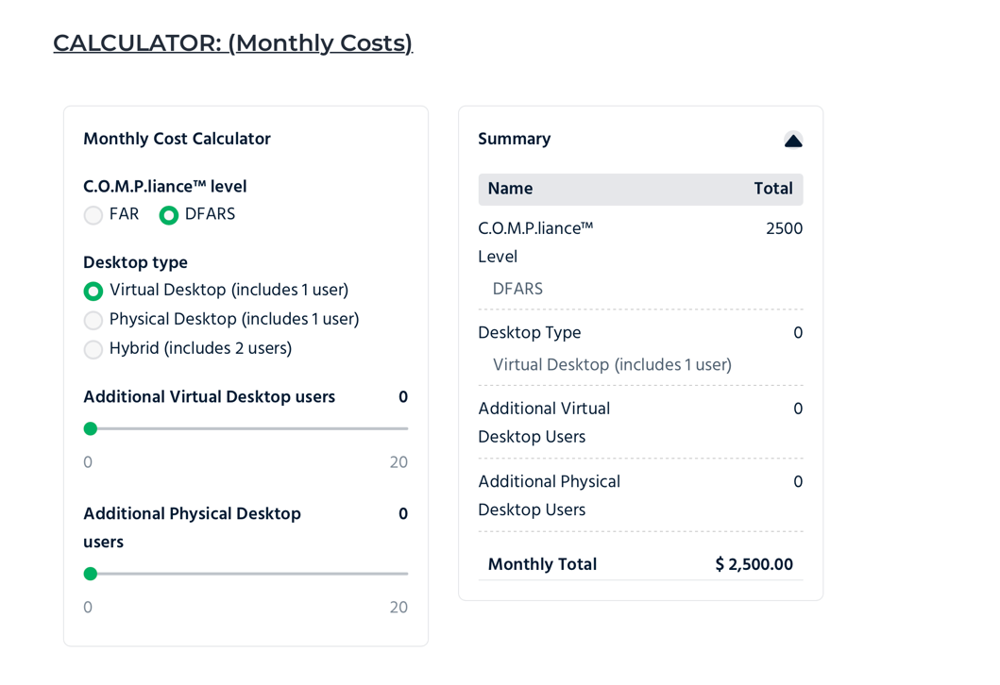 CALCULATOR: (Monthly Costs)
Monthly Cost Calculator
C.O.M.P.liance™ level
FAR DFARS
Desktop type
Virtual Desktop (includes 1 user)
Physical Desktop (includes 1 user)
Hybrid (includes 2 users)
Additional Virtual Desktop users 0
0 20
Additional Physical Desktop 0
users
0 20
Summary
Name Total
C.O.M.P.liance™ 2500
Level
DFARS
Desktop Type 0
Virtual Desktop (includes 1 user)
Additional Virtual 0
Desktop Users
Additional Physical 0
Desktop Users
Monthly Total $ 2,500.00